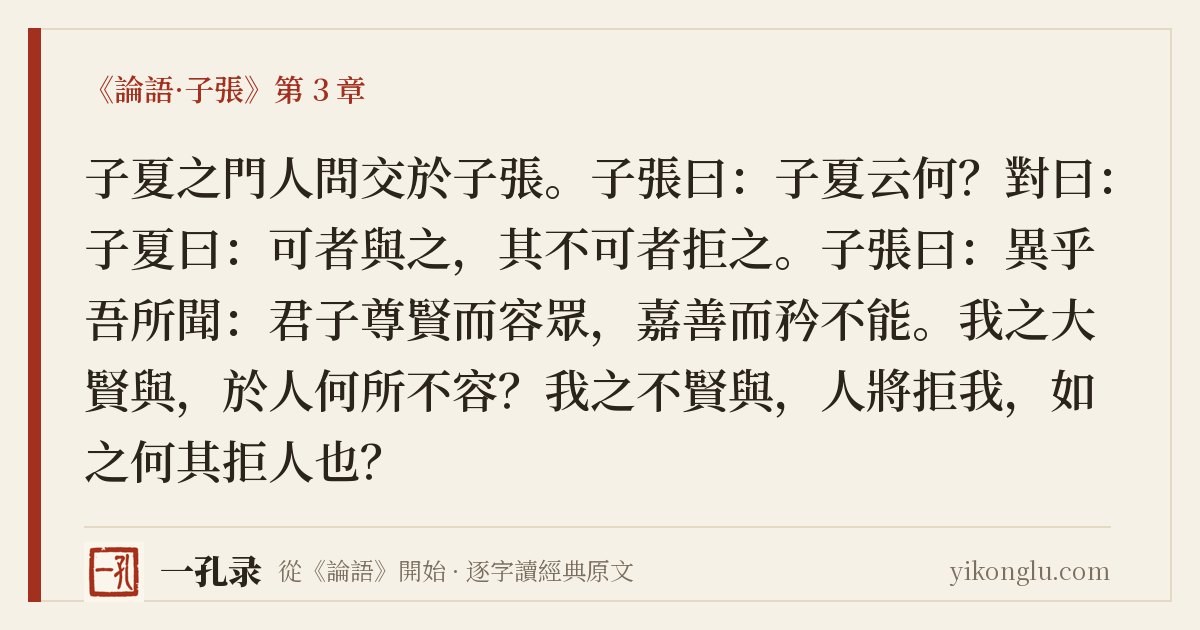 《論語·子張》第 3 章
子夏之門人問交於子張。子張曰：子夏云何？對曰：
子夏曰：可者與之，其不可者拒之。子張曰：異乎
吾所聞：君子尊賢而容眾，嘉善而矜不能。我之大
賢與，於人何所不容？我之不賢與，人將拒我，如
之何其拒人也？
一孔
一孔录 從《論語》開始 · 逐字讀經典原文 yikonglu.com